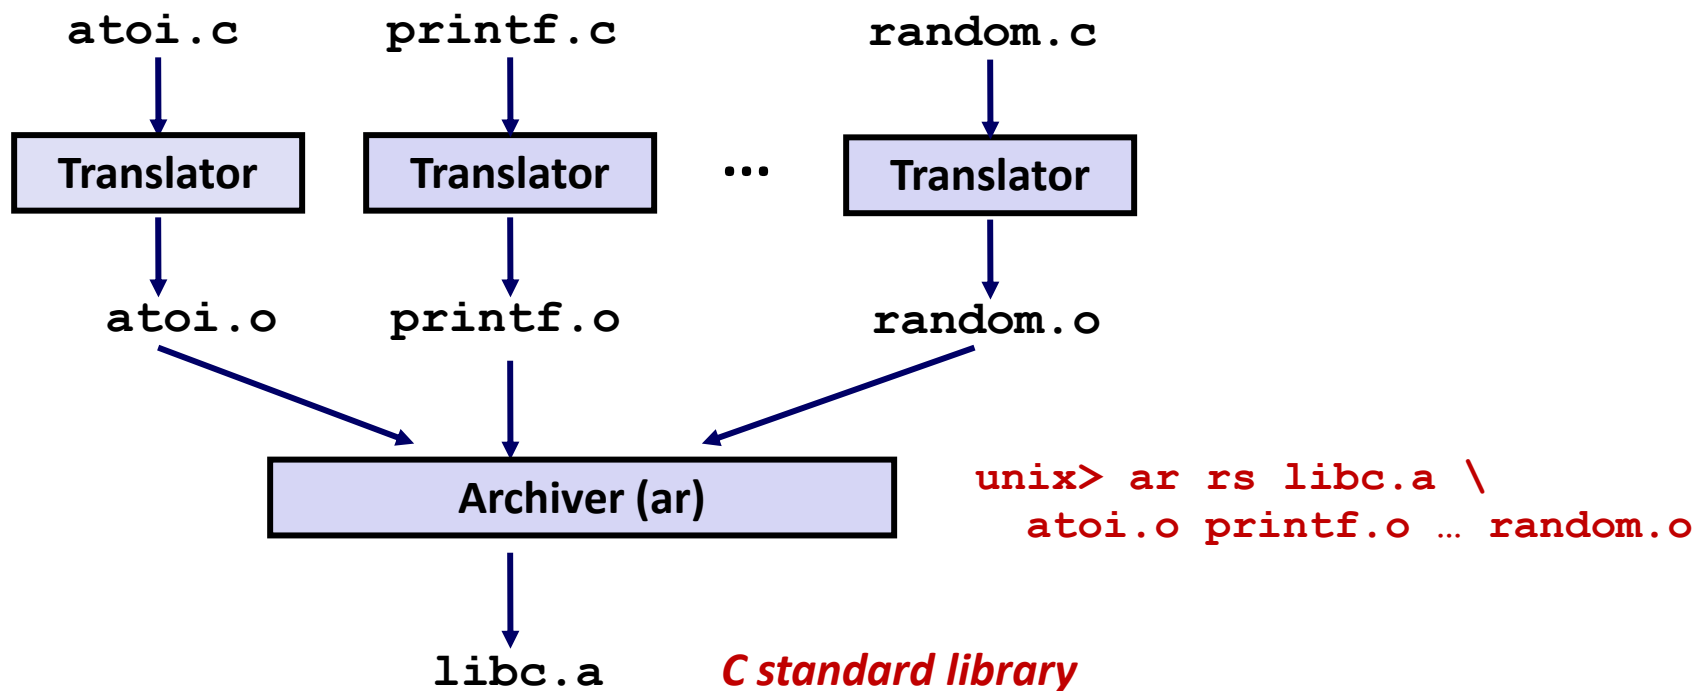 atoi.c printf.c random.c
Translator Translator ... Translator
atoi.o printf.o random.o
Archiver (ar)
unix> ar rs libc.a \
atoi.o printf.o … random.o
libc.a C standard library